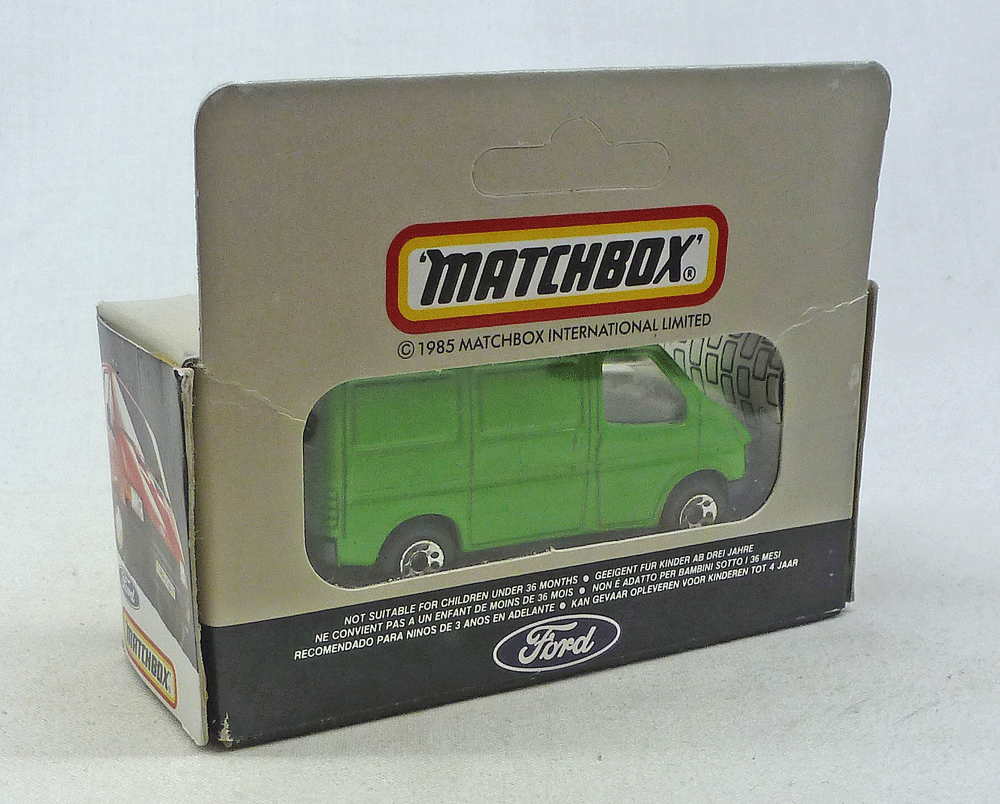 'MATCHBOX'®
© 1985 MATCHBOX INTERNATIONAL LIMITED
NOT SUITABLE FOR CHILDREN UNDER 36 MONTHS ● GEEIGENT FUR KINDER AB DREI JAHRE
NE CONVIENT PAS A UN ENFANT DE MOINS DE 36 MOIS ● NON È ADATTO PER BAMBINI SOTTO I 36 MESI
RECOMENDADO PARA NINOS DE 3 ANOS EN ADELANTE ● KAN GEVAAR OPLEVEREN VOOR KINDEREN TOT 4 JAAR
Ford
Ford
MATCHBOX